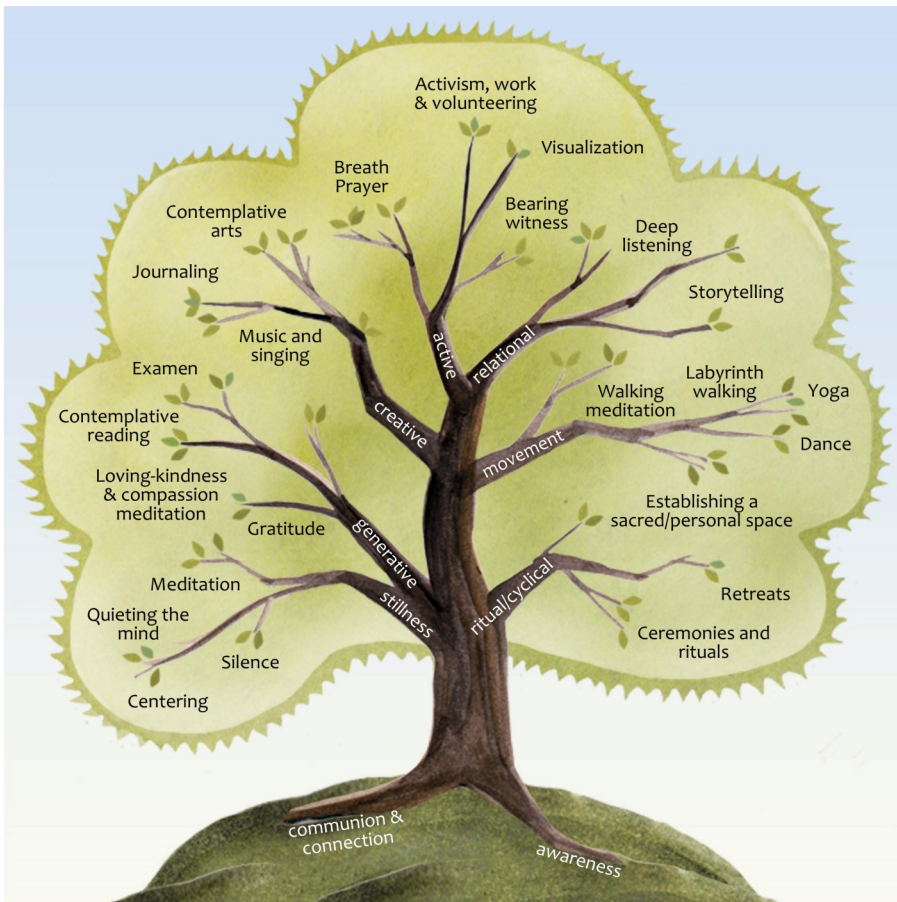 Activism, work
& volunteering
Visualization
Breath
Prayer
Bearing
witness
Contemplative
arts
Deep
listening
Journaling
Storytelling
Music and
singing
active
relational
Examen
Labyrinth
walking
Yoga
Walking
meditation
Contemplative
reading
creative
movement
Dance
Loving-kindness
& compassion
meditation
Establishing a
sacred/personal space
Gratitude
generative
Meditation
stillness
ritual/cyclical
Retreats
Quieting the
mind
Silence
Ceremonies and
rituals
Centering
communion &
connection
awareness